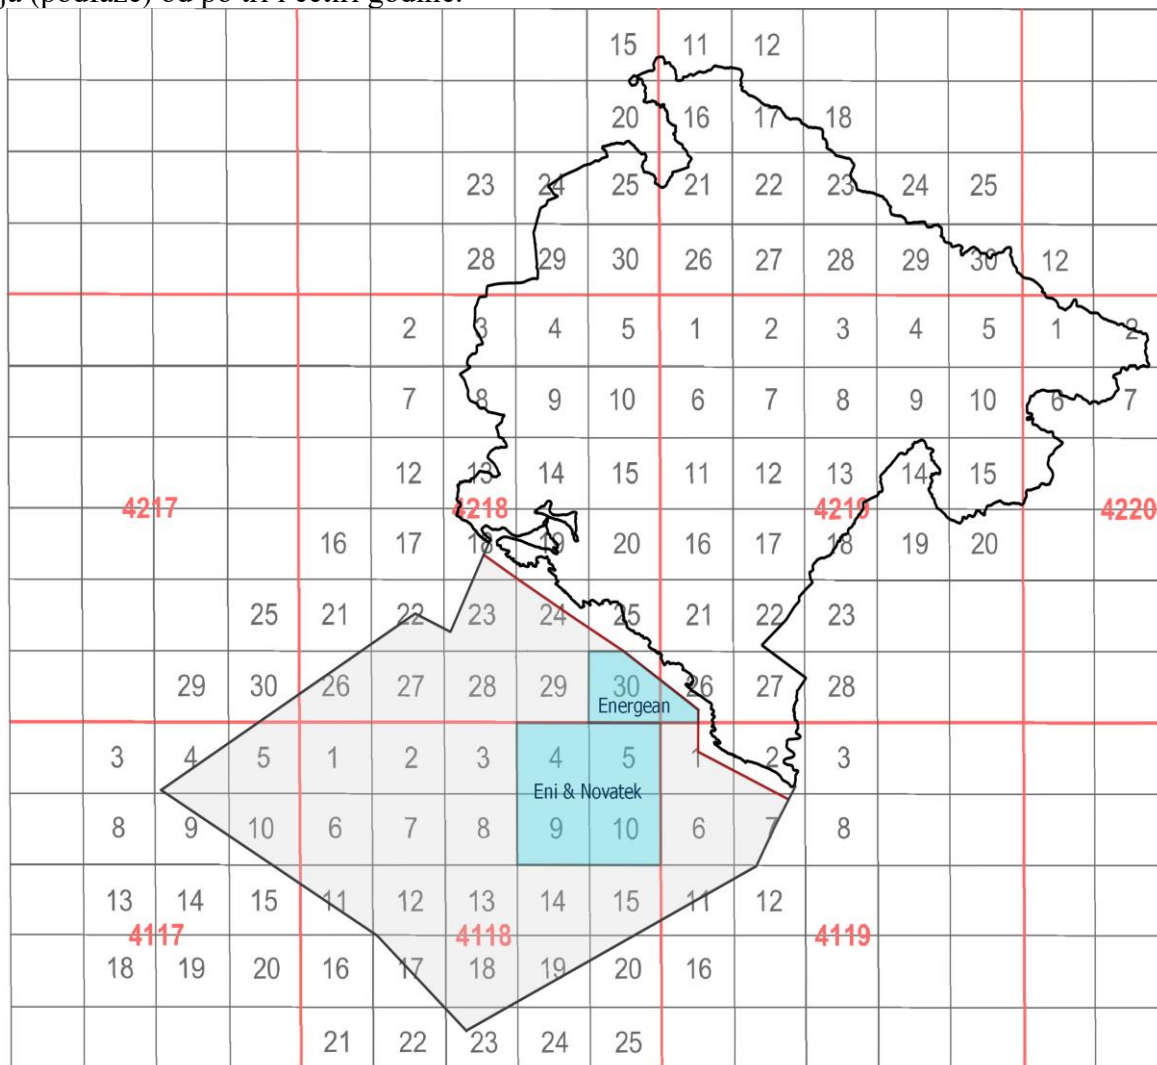 ja (podfaze) od po tri i četiri godine.
15 11 12
20 16 17 18
23 24 25 21 22 23 24 25
28 29 30 26 27 28 29 30 12
2 3 4 5 1 2 3 4 5 1 2
7 8 9 10 6 7 8 9 10 6 7
12 13 14 15 11 12 13 14 15
4217 4218 4219 4220
16 17 18 19 20 16 17 18 19 20
25 21 22 23 24 25 21 22 23
29 30 26 27 28 29 30 26 27 28
Energean
3 4 5 1 2 3 4 5 1 2 3
Eni & Novatek
8 9 10 6 7 8 9 10 6 7 8
13 14 15 11 12 13 14 15 11 12
4117 4118 4119
18 19 20 16 17 18 19 20 16
21 22 23 24 25